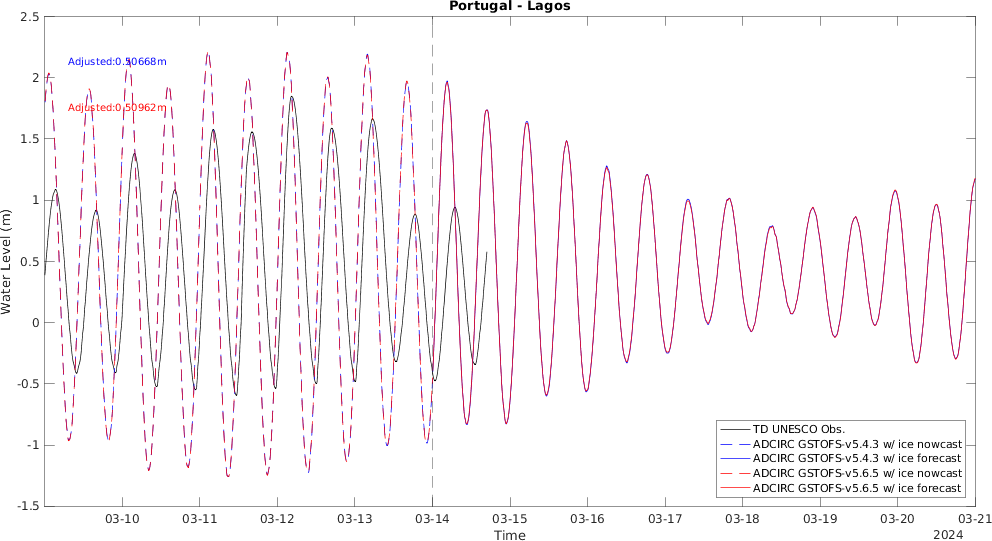 Portugal - Lagos
Water Level (m)
2.5
2
1.5
1
0.5
0
-0.5
-1
-1.5
Adjusted:0.50668m
Adjusted:0.50962m
TD UNESCO Obs.
ADCIRC GSTOFS-v5.4.3 w/ ice nowcast
ADCIRC GSTOFS-v5.4.3 w/ ice forecast
ADCIRC GSTOFS-v5.6.5 w/ ice nowcast
ADCIRC GSTOFS-v5.6.5 w/ ice forecast
03-10 03-11 03-12 03-13 03-14 03-15 03-16 03-17 03-18 03-19 03-20 03-21
Time
2024